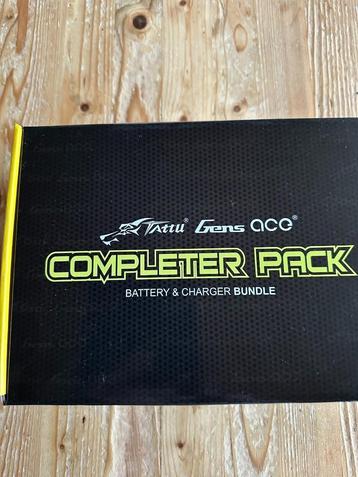 TATTU® Gens ace®
COMPLETER PACK
BATTERY & CHARGER BUNDLE